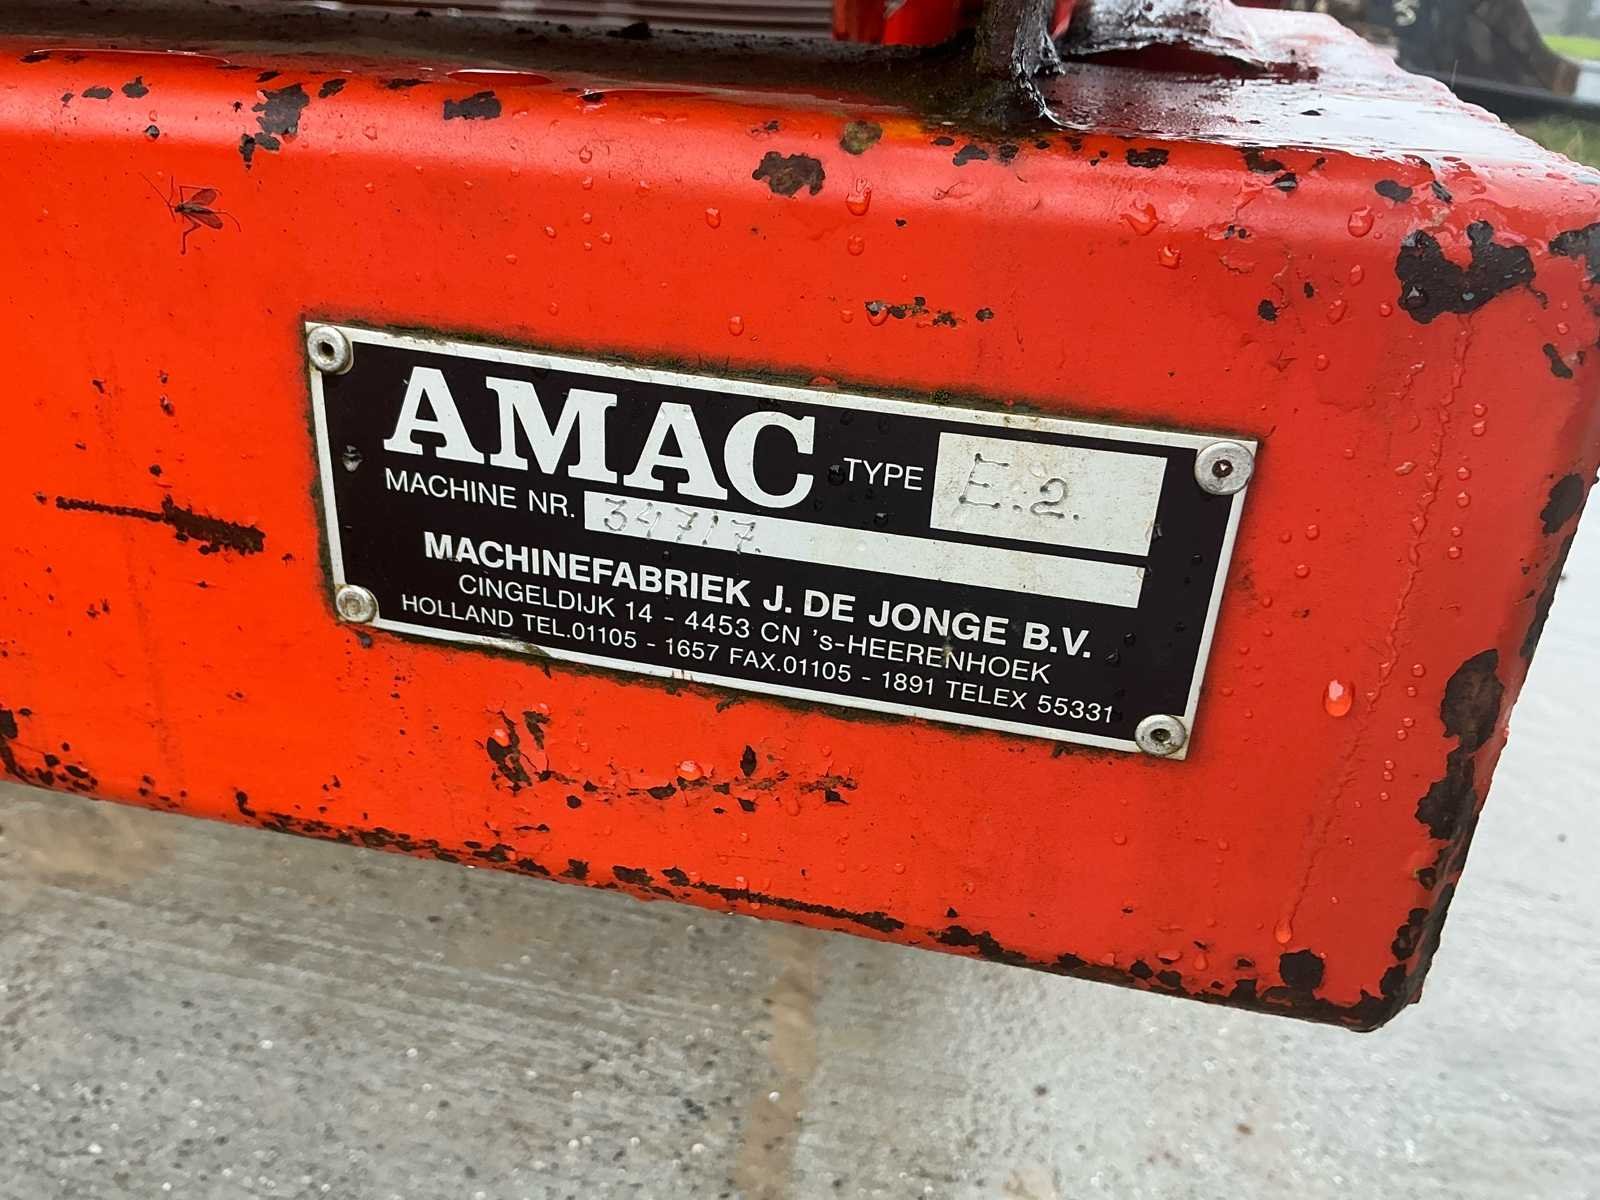 AMAC TYPE E.2.
MACHINE NR. 34717.
MACHINEFABRIEK J. DE JONGE B.V.
CINGELDIJK 14 - 4453 CN 's-HEERENHOEK
HOLLAND TEL.01105 - 1657 FAX.01105 - 1891 TELEX 55331